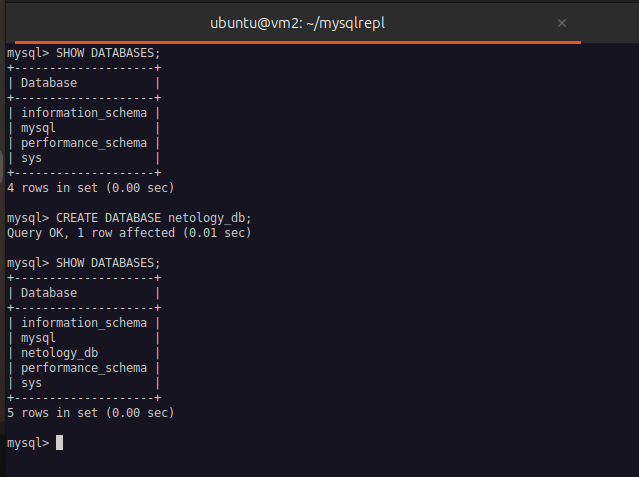 ubuntu@vm2: ~/mysqlrepl ×
mysql> SHOW DATABASES;
+--------------------+
| Database           |
+--------------------+
| information_schema |
| mysql              |
| performance_schema |
| sys                |
+--------------------+
4 rows in set (0.00 sec)
mysql> CREATE DATABASE netology_db;
Query OK, 1 row affected (0.01 sec)
mysql> SHOW DATABASES;
+--------------------+
| Database           |
+--------------------+
| information_schema |
| mysql              |
| netology_db        |
| performance_schema |
| sys                |
+--------------------+
5 rows in set (0.00 sec)
mysql>